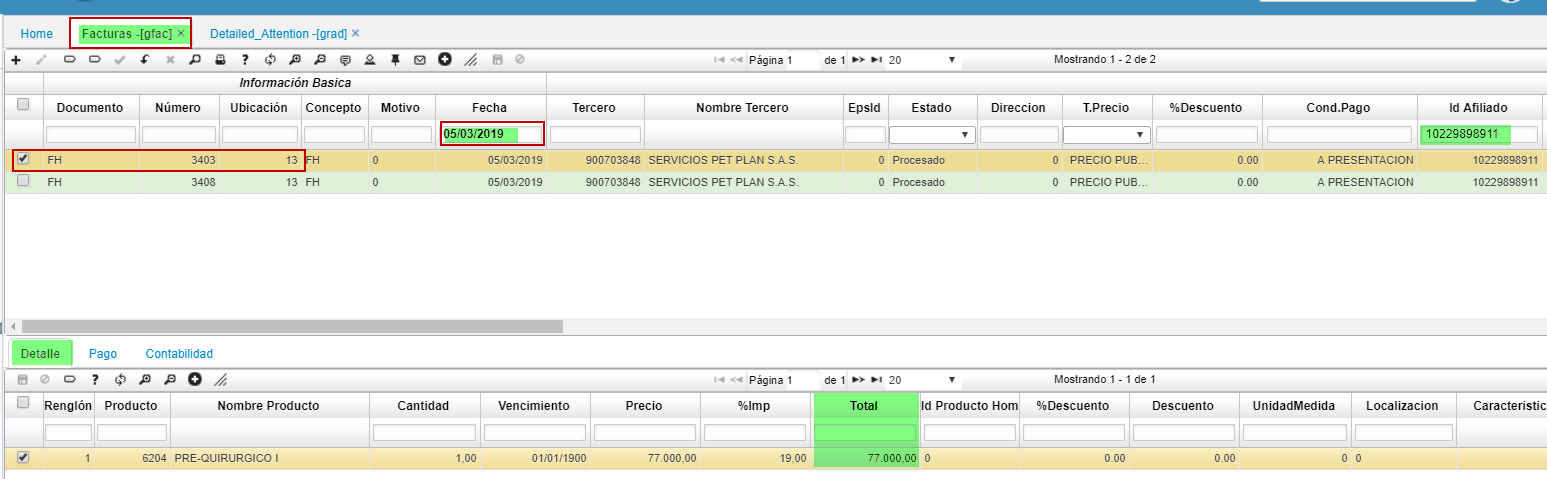 Home Facturas -[gfac] × Detailed_Attention -[grad] ×
Página 1 de 1 20 Mostrando 1 - 2 de 2
Información Basica
Documento Número Ubicación Concepto Motivo Fecha Tercero Nombre Tercero EpsId Estado Direccion T.Precio %Descuento Cond.Pago Id Afiliado
05/03/2019 10229898911
FH 3403 13 FH 0 05/03/2019 900703848 SERVICIOS PET PLAN S.A.S. 0 Procesado 0 PRECIO PUB... 0.00 A PRESENTACION 10229898911
FH 3408 13 FH 0 05/03/2019 900703848 SERVICIOS PET PLAN S.A.S. 0 Procesado 0 PRECIO PUB... 0.00 A PRESENTACION 10229898911
Detalle Pago Contabilidad
Página 1 de 1 20 Mostrando 1 - 1 de 1
Renglón Producto Nombre Producto Cantidad Vencimiento Precio %Imp Total Id Producto Hom %Descuento Descuento UnidadMedida Localizacion Caracteristic
1 6204 PRE-QUIRURGICO I 1,00 01/01/1900 77.000,00 19,00 77.000,00 0 0.00 0.00 0 0